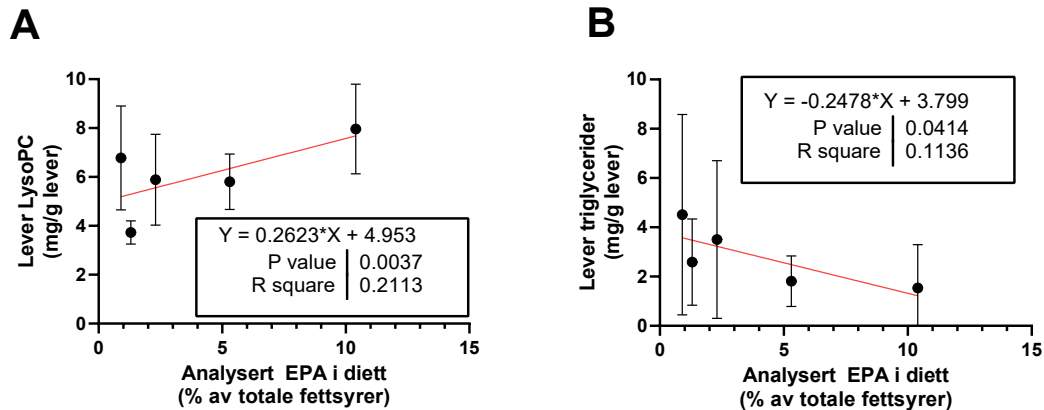 A
Lever LysoPC
(mg/g lever)
10
8
6
4
2
0
Y = 0.2623*X + 4.953
P value 0.0037
R square 0.2113
0 5 10 15
Analysert EPA i diett
(% av totale fettsyrer)
B
Lever triglycerider
(mg/g lever)
10
8
6
4
2
0
Y = -0.2478*X + 3.799
P value 0.0414
R square 0.1136
0 5 10 15
Analysert EPA i diett
(% av totale fettsyrer)